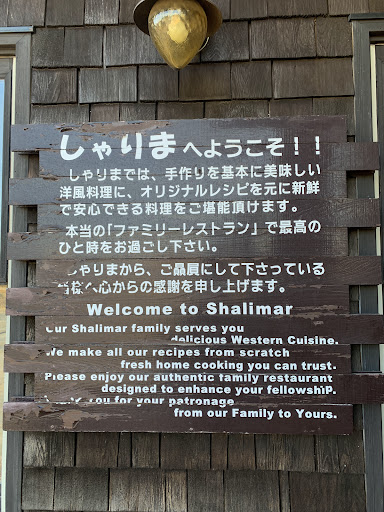 しゃりまへようこそ！！
しゃりまでは、手作りを基本に美味しい
洋風料理に、オリジナルレシピを元に新鮮
で安心できる料理をご堪能頂けます。
本当の「ファミリーレストラン」で最高の
ひと時をお過ごし下さい。
しゃりまから、ご贔屓にして下さっている
皆様へ心からの感謝を申し上げます。
Welcome to Shalimar
Our Shalimar family serves you
delicious Western Cuisine.
We make all our recipes from scratch
fresh home cooking you can trust.
Please enjoy our authentic family restaurant
designed to enhance your fellowshiP.
Thank you for your patronage
from our Family to Yours.